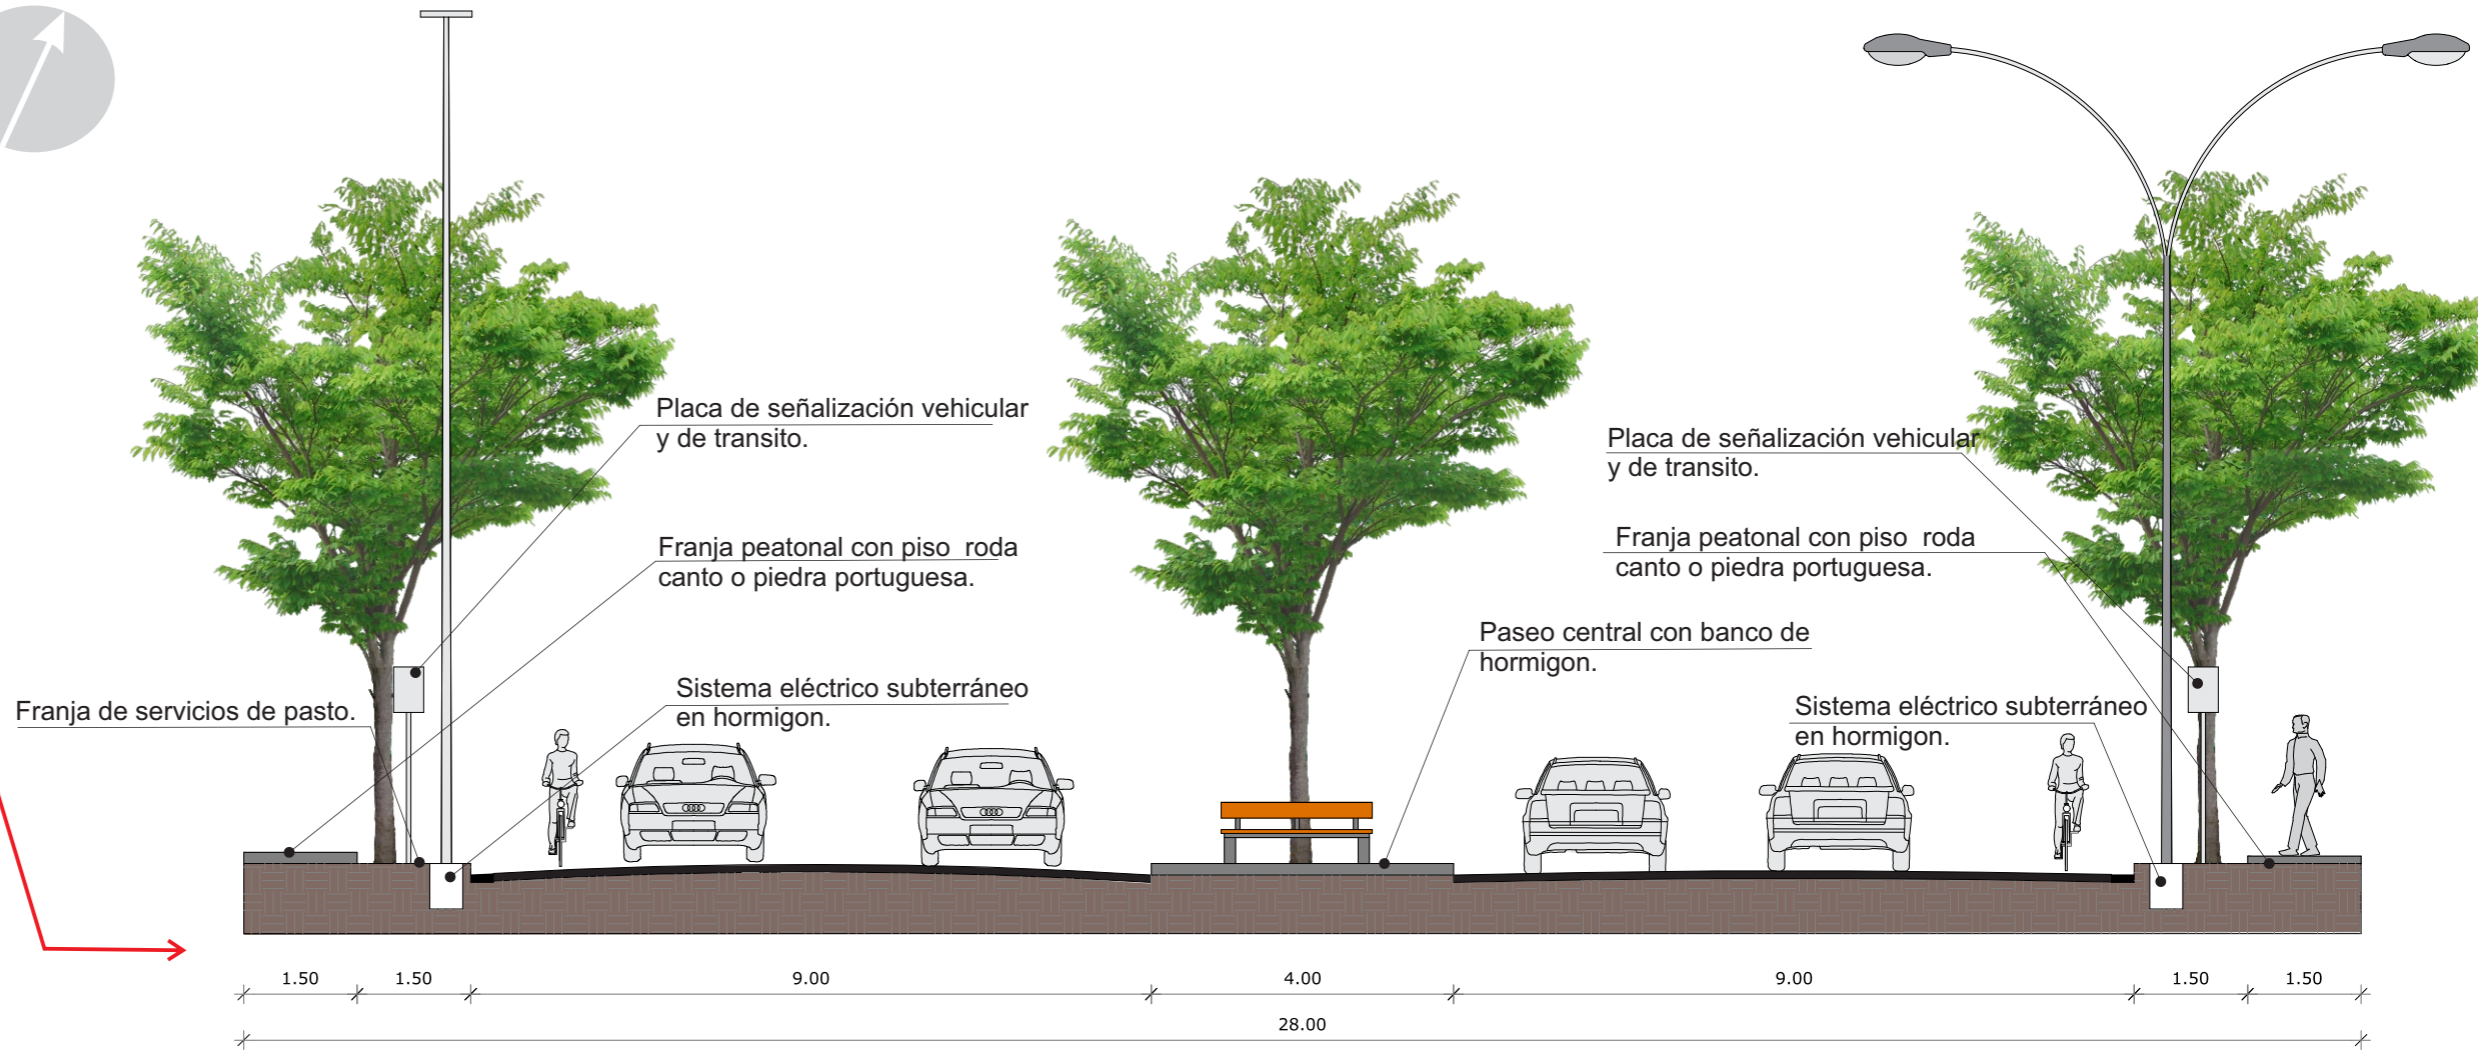 Placa de señalización vehicular
y de transito.
Placa de señalización vehicular
y de transito.
Franja peatonal con piso roda
canto o piedra portuguesa.
Franja peatonal con piso roda
canto o piedra portuguesa.
Paseo central con banco de
hormigon.
Franja de servicios de pasto.
Sistema eléctrico subterráneo
en hormigon.
Sistema eléctrico subterráneo
en hormigon.
1.50 1.50 9.00 4.00 9.00 1.50 1.50
28.00